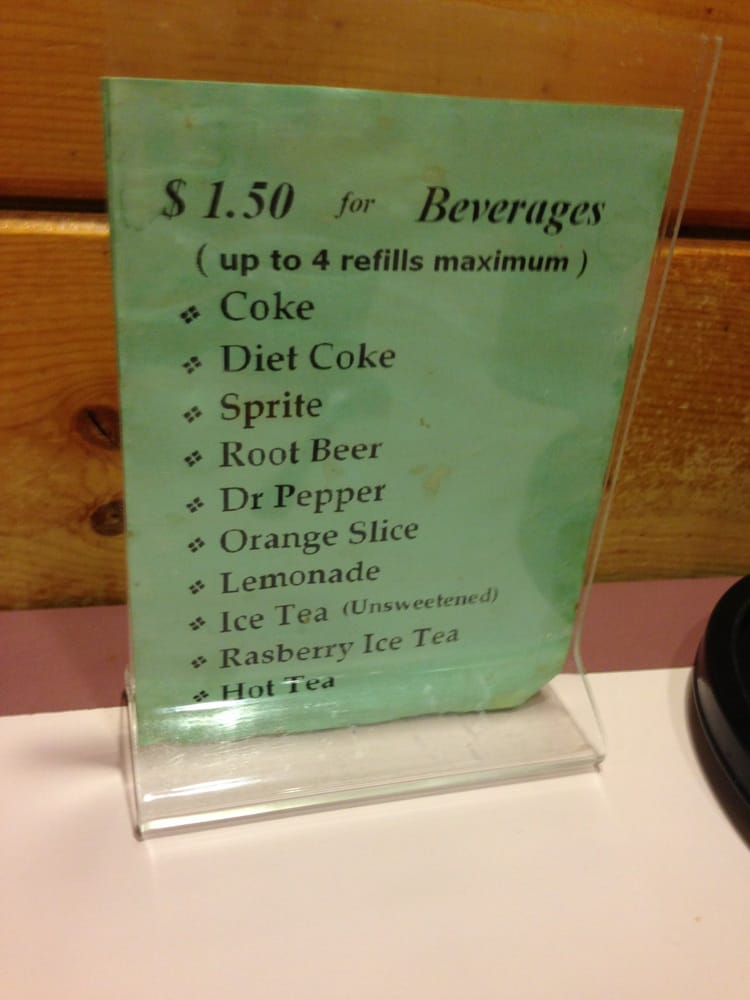 $ 1.50 for Beverages
( up to 4 refills maximum )
❖ Coke
❖ Diet Coke
❖ Sprite
❖ Root Beer
❖ Dr Pepper
❖ Orange Slice
❖ Lemonade
❖ Ice Tea (Unsweetened)
❖ Rasberry Ice Tea
❖ Hot Tea